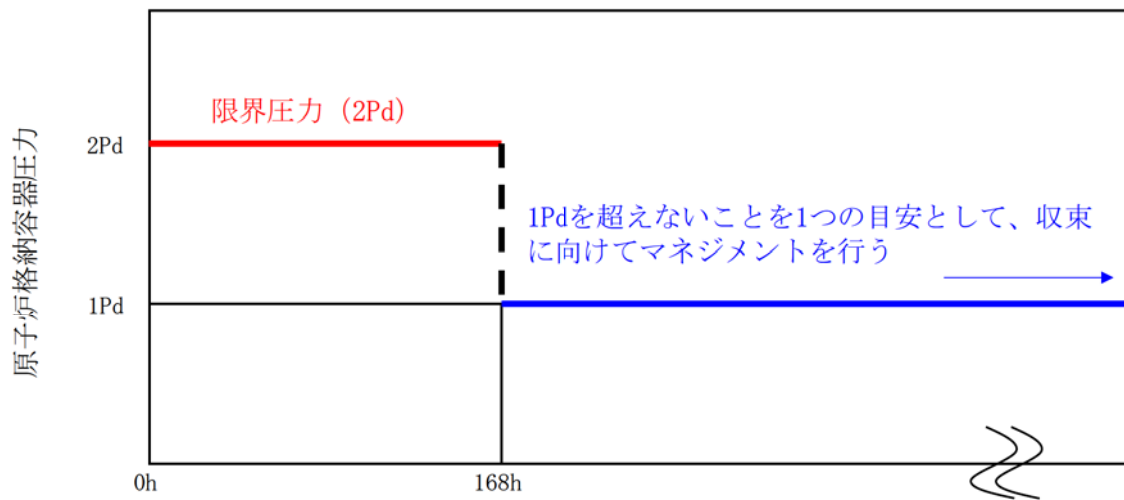 原子炉格納容器圧力
限界圧力 (2Pd)
2Pd
1Pdを超えないことを1つの目安として、収束
に向けてマネジメントを行う
1Pd
0h
168h